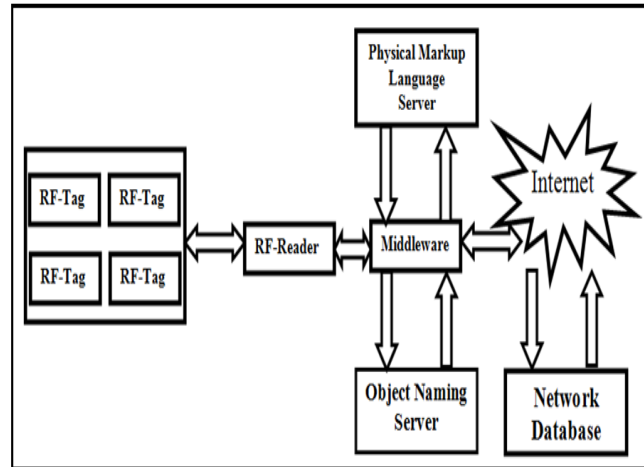 Physical Markup
Language
Server
Internet
RF-Tag
RF-Tag
RF-Reader
Middleware
RF-Tag
RF-Tag
Object Naming
Server
Network
Database